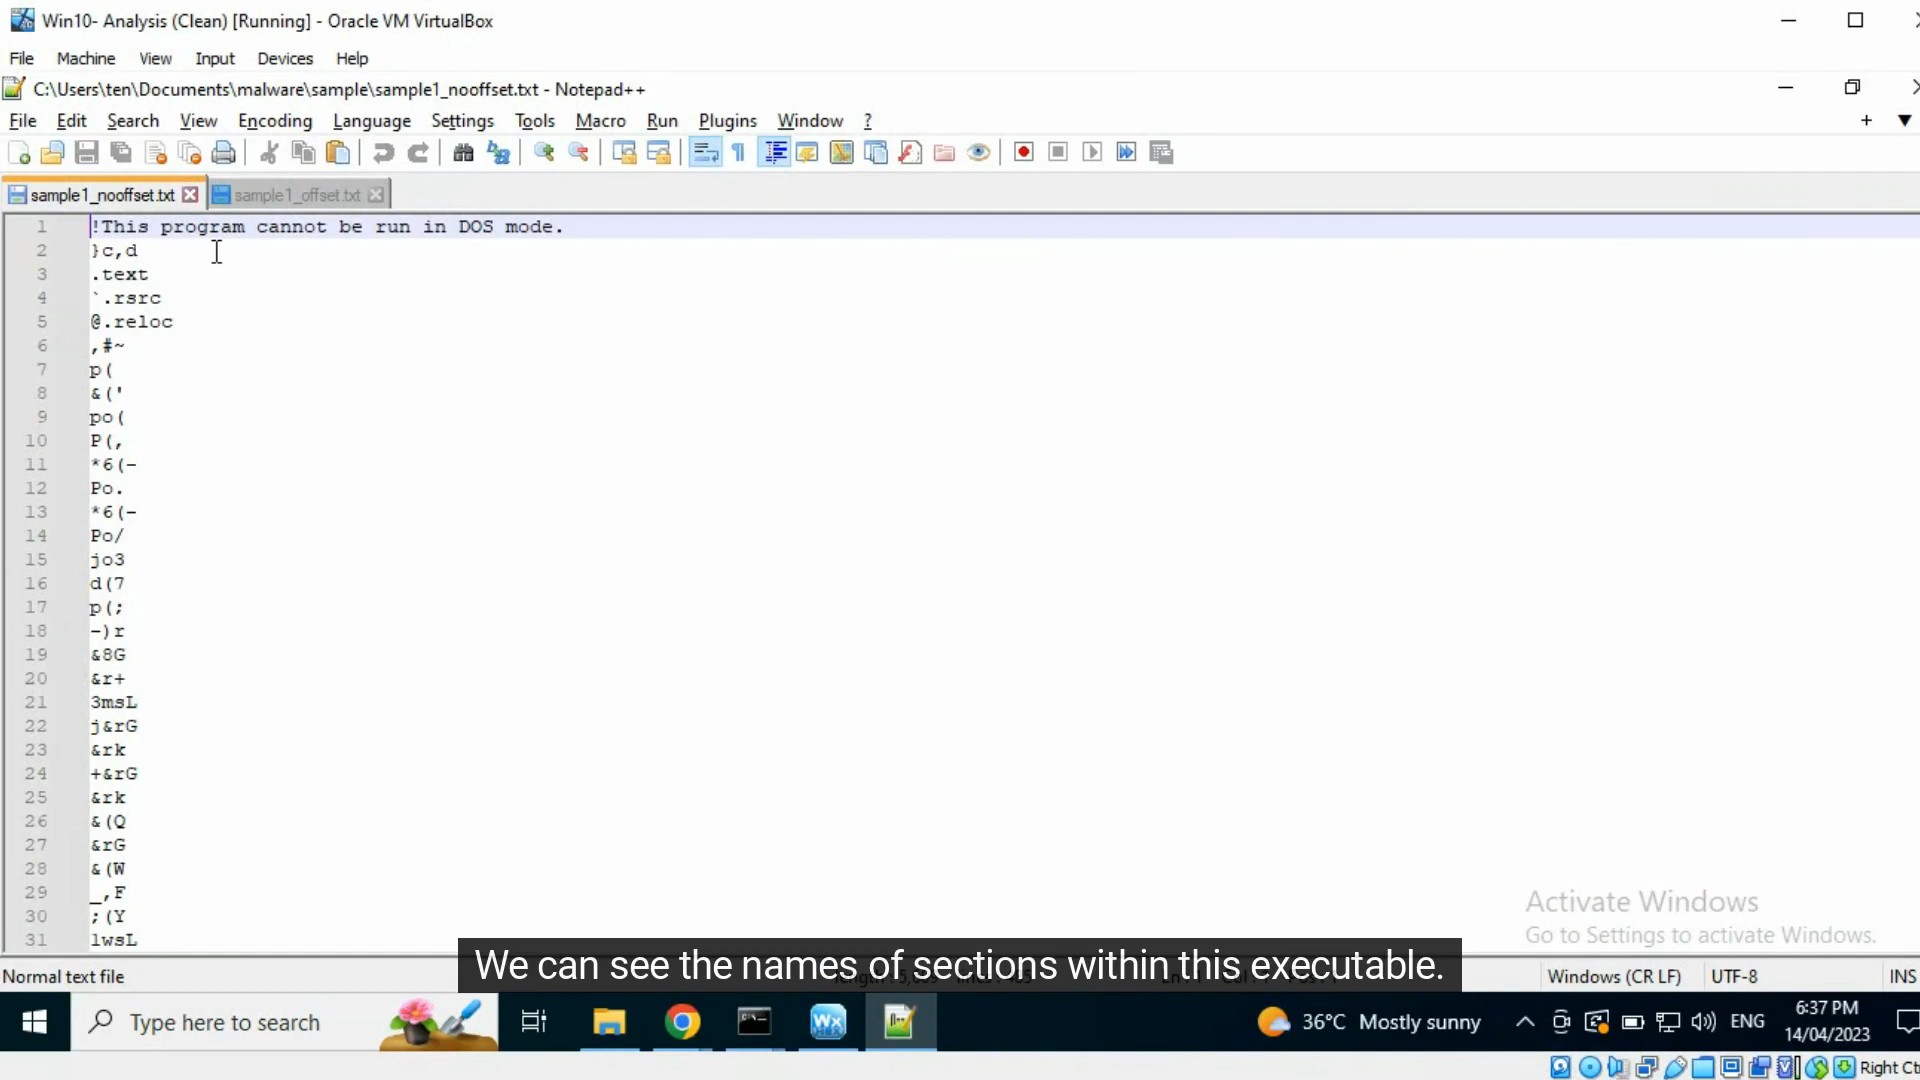 Win10- Analysis (Clean) [Running] - Oracle VM VirtualBox
File Machine View Input Devices Help
C:\Users\ten\Documents\malware\sample\sample1_nooffset.txt - Notepad++
File Edit Search View Encoding Language Settings Tools Macro Run Plugins Window ?
sample1_nooffset.txt sample1_offset.txt
1 !This program cannot be run in DOS mode.
2 }c,d
3 .text
4 `.rsrc
5 @.reloc
6 ,#~
7 p(
8 &('
9 po(
10 P(,
11 *6(-
12 Po.
13 *6(-
14 Po/
15 jo3
16 d(7
17 p(;
18 -)r
19 &8G
20 &r+
21 3msL
22 j&rG
23 &rk
24 +&rG
25 &rk
26 &(Q
27 &rG
28 &(W
29 _,F
30 ;(Y
31 lwsL
Activate Windows
Go to Settings to activate Windows.
We can see the names of sections within this executable.
Normal text file Windows (CR LF) UTF-8 INS
Type here to search 36°C Mostly sunny ENG 6:37 PM
14/04/2023
Right Ct